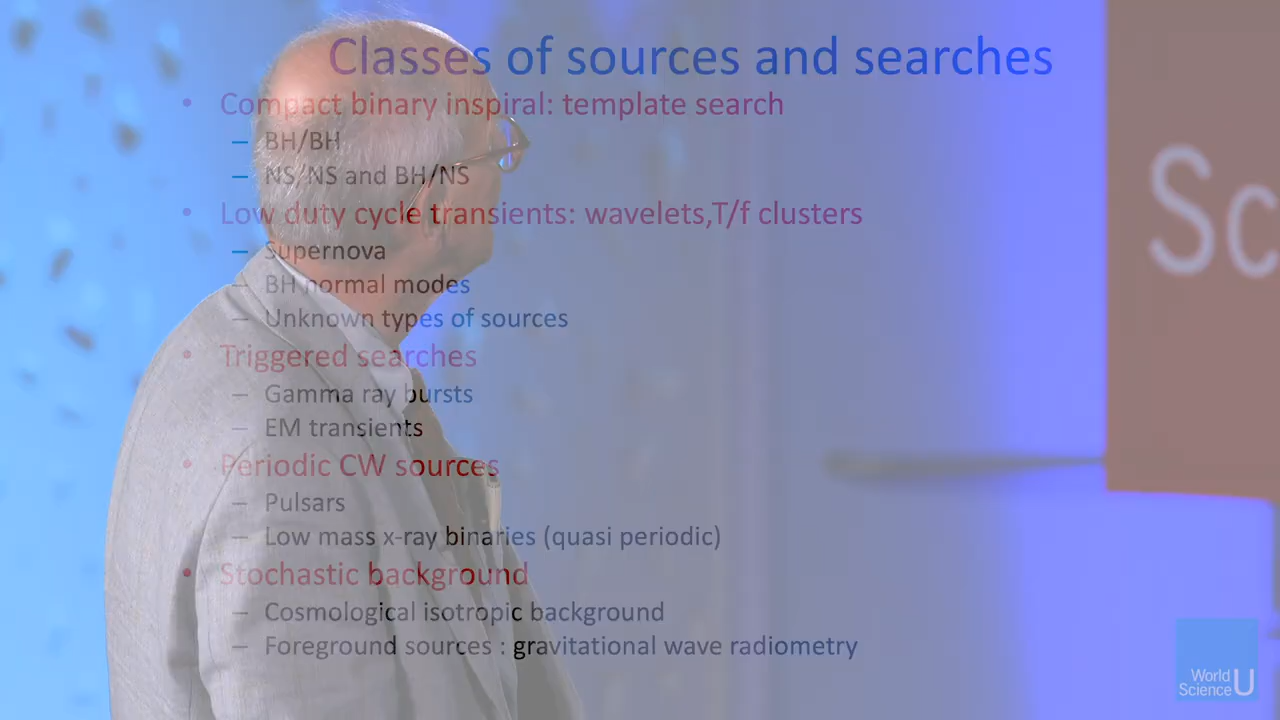 Classes of sources and searches
• Compact binary inspiral: template search
– BH/BH
– NS/NS and BH/NS
• Low duty cycle transients: wavelets,T/f clusters
– Supernova
– BH normal modes
– Unknown types of sources
• Triggered searches
– Gamma ray bursts
– EM transients
• Periodic CW sources
– Pulsars
– Low mass x-ray binaries (quasi periodic)
• Stochastic background
– Cosmological isotropic background
– Foreground sources : gravitational wave radiometry
Sc
World
Science U